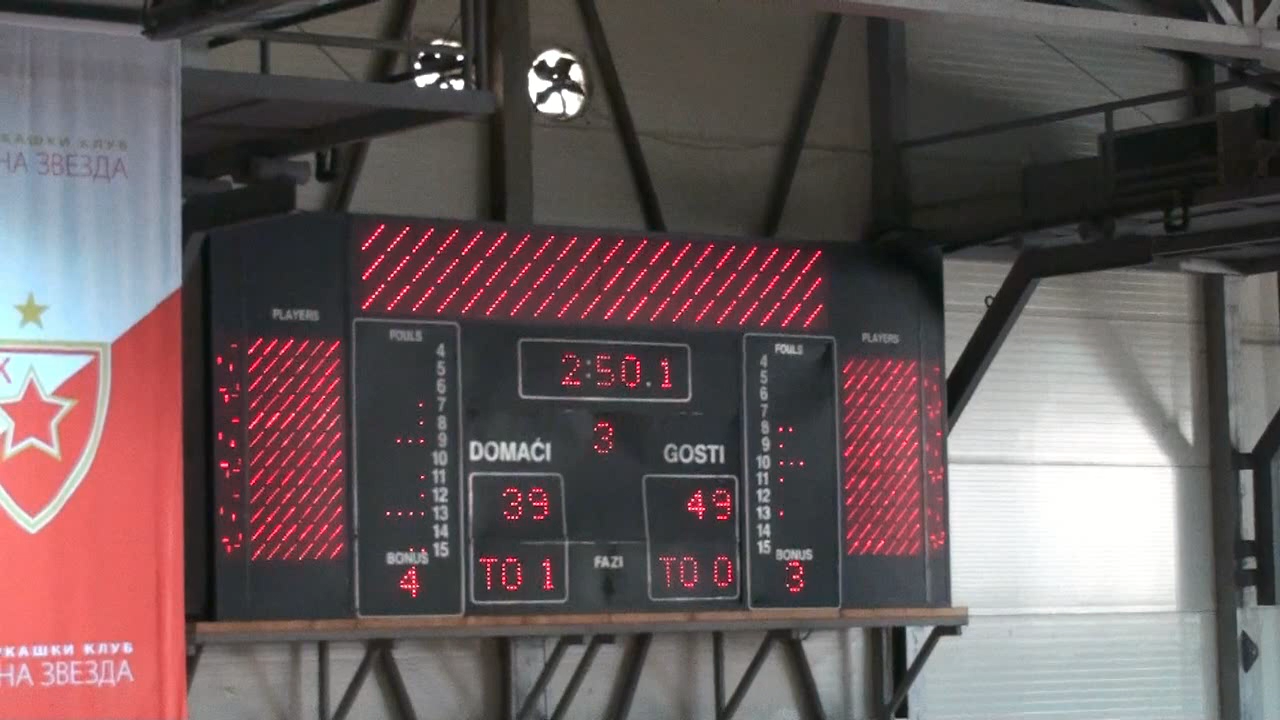 КАШКИ КЛУБ
НА ЗВЕЗДА
PLAYERS
FOULS
4
5
6
7
8
9
10
11
12
13
14
15
BONUS
4
2:50.1
3
DOMAĆI
GOSTI
39
49
TO 1
FAZI
TO 0
FOULS
4
5
6
7
8
9
10
11
12
13
14
15
BONUS
3
PLAYERS
КАШКИ КЛУБ
НА ЗВЕЗДА